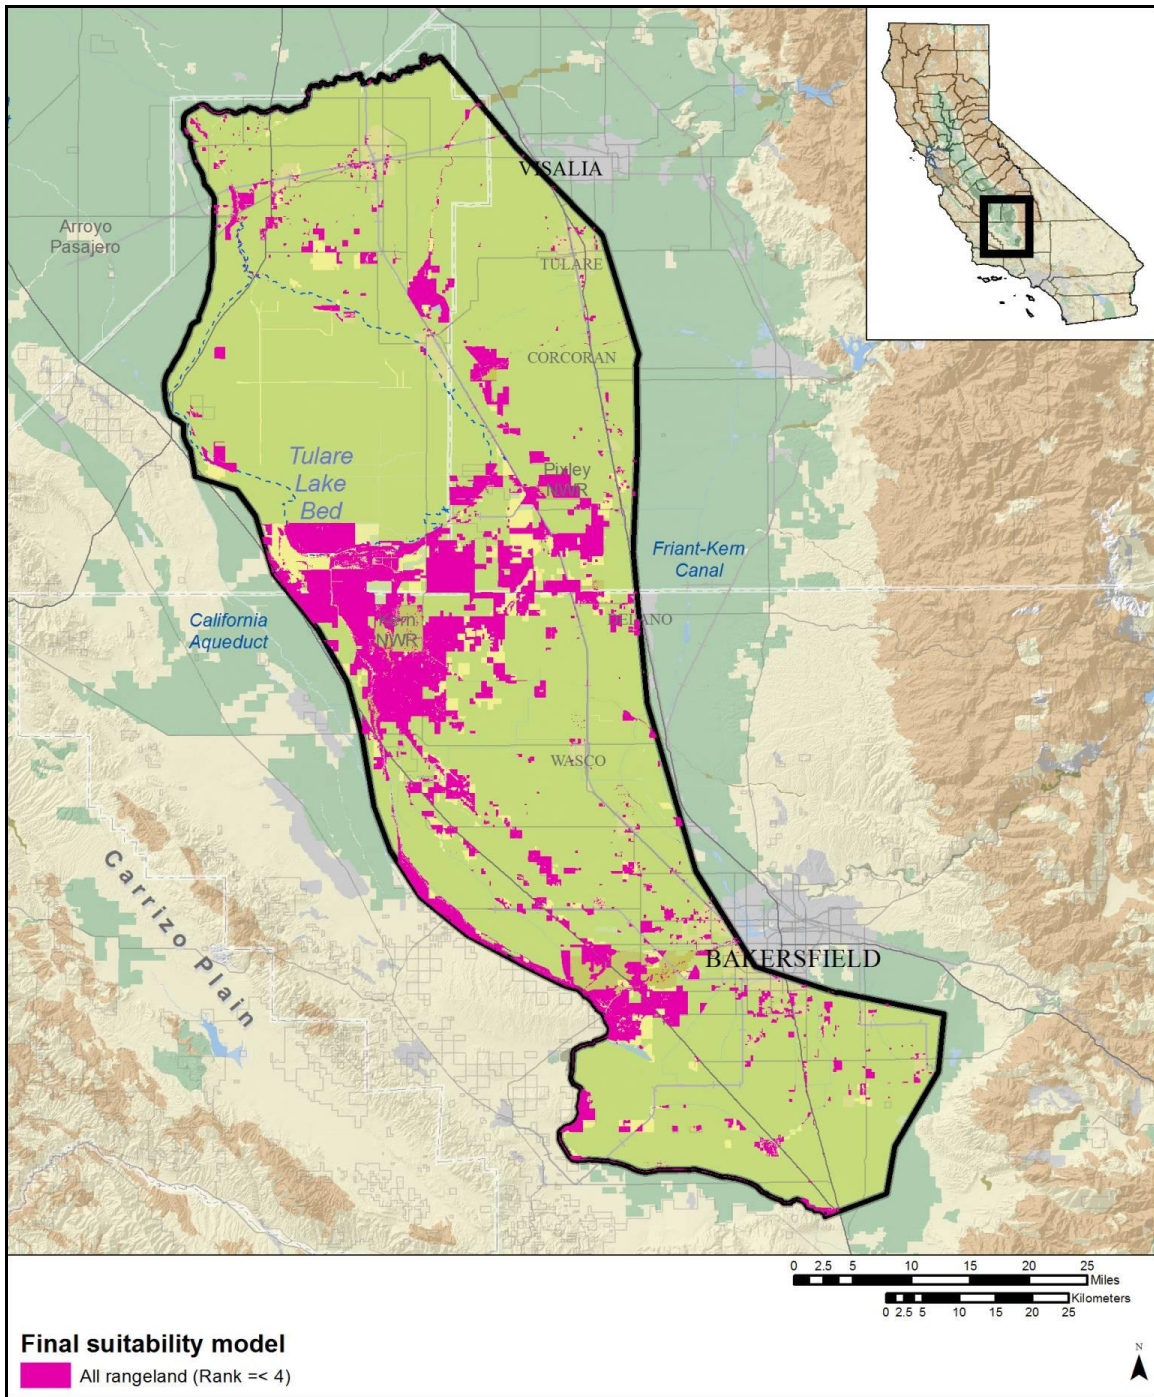 VISALIA
Arroyo
Pasajero
TULARE
CORCORAN
Tulare
Lake
Bed
Pixley
NWR
Friant-Kern
Canal
California
Aqueduct
Kern
NWR
DELANO
WASCO
Carrizo Plain
BAKERSFIELD
0 2.5 5 10 15 20 25
Miles
Kilometers
0 2.5 5 10 15 20 25
Final suitability model
All rangeland (Rank =< 4)
N